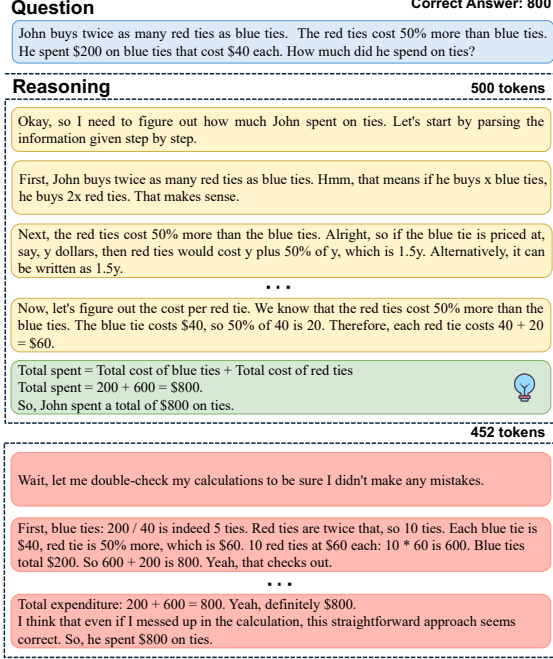 Question
Correct Answer: 800
John buys twice as many red ties as blue ties. The red ties cost 50% more than blue ties.
He spent $200 on blue ties that cost $40 each. How much did he spend on ties?
Reasoning
500 tokens
Okay, so I need to figure out how much John spent on ties. Let's start by parsing the
information given step by step.
First, John buys twice as many red ties as blue ties. Hmm, that means if he buys x blue ties,
he buys 2x red ties. That makes sense.
Next, the red ties cost 50% more than the blue ties. Alright, so if the blue tie is priced at,
say, y dollars, then red ties would cost y plus 50% of y, which is 1.5y. Alternatively, it can
be written as 1.5y.
...
Now, let's figure out the cost per red tie. We know that the red ties cost 50% more than the
blue ties. The blue tie costs $40, so 50% of 40 is 20. Therefore, each red tie costs 40 + 20
= $60.
Total spent = Total cost of blue ties + Total cost of red ties
Total spent = 200 + 600 = $800.
So, John spent a total of $800 on ties.
452 tokens
Wait, let me double-check my calculations to be sure I didn't make any mistakes.
First, blue ties: 200 / 40 is indeed 5 ties. Red ties are twice that, so 10 ties. Each blue tie is
$40, red tie is 50% more, which is $60. 10 red ties at $60 each: 10 * 60 is 600. Blue ties
total $200. So 600 + 200 is 800. Yeah, that checks out.
...
Total expenditure: 200 + 600 = 800. Yeah, definitely $800.
I think that even if I messed up in the calculation, this straightforward approach seems
correct. So, he spent $800 on ties.